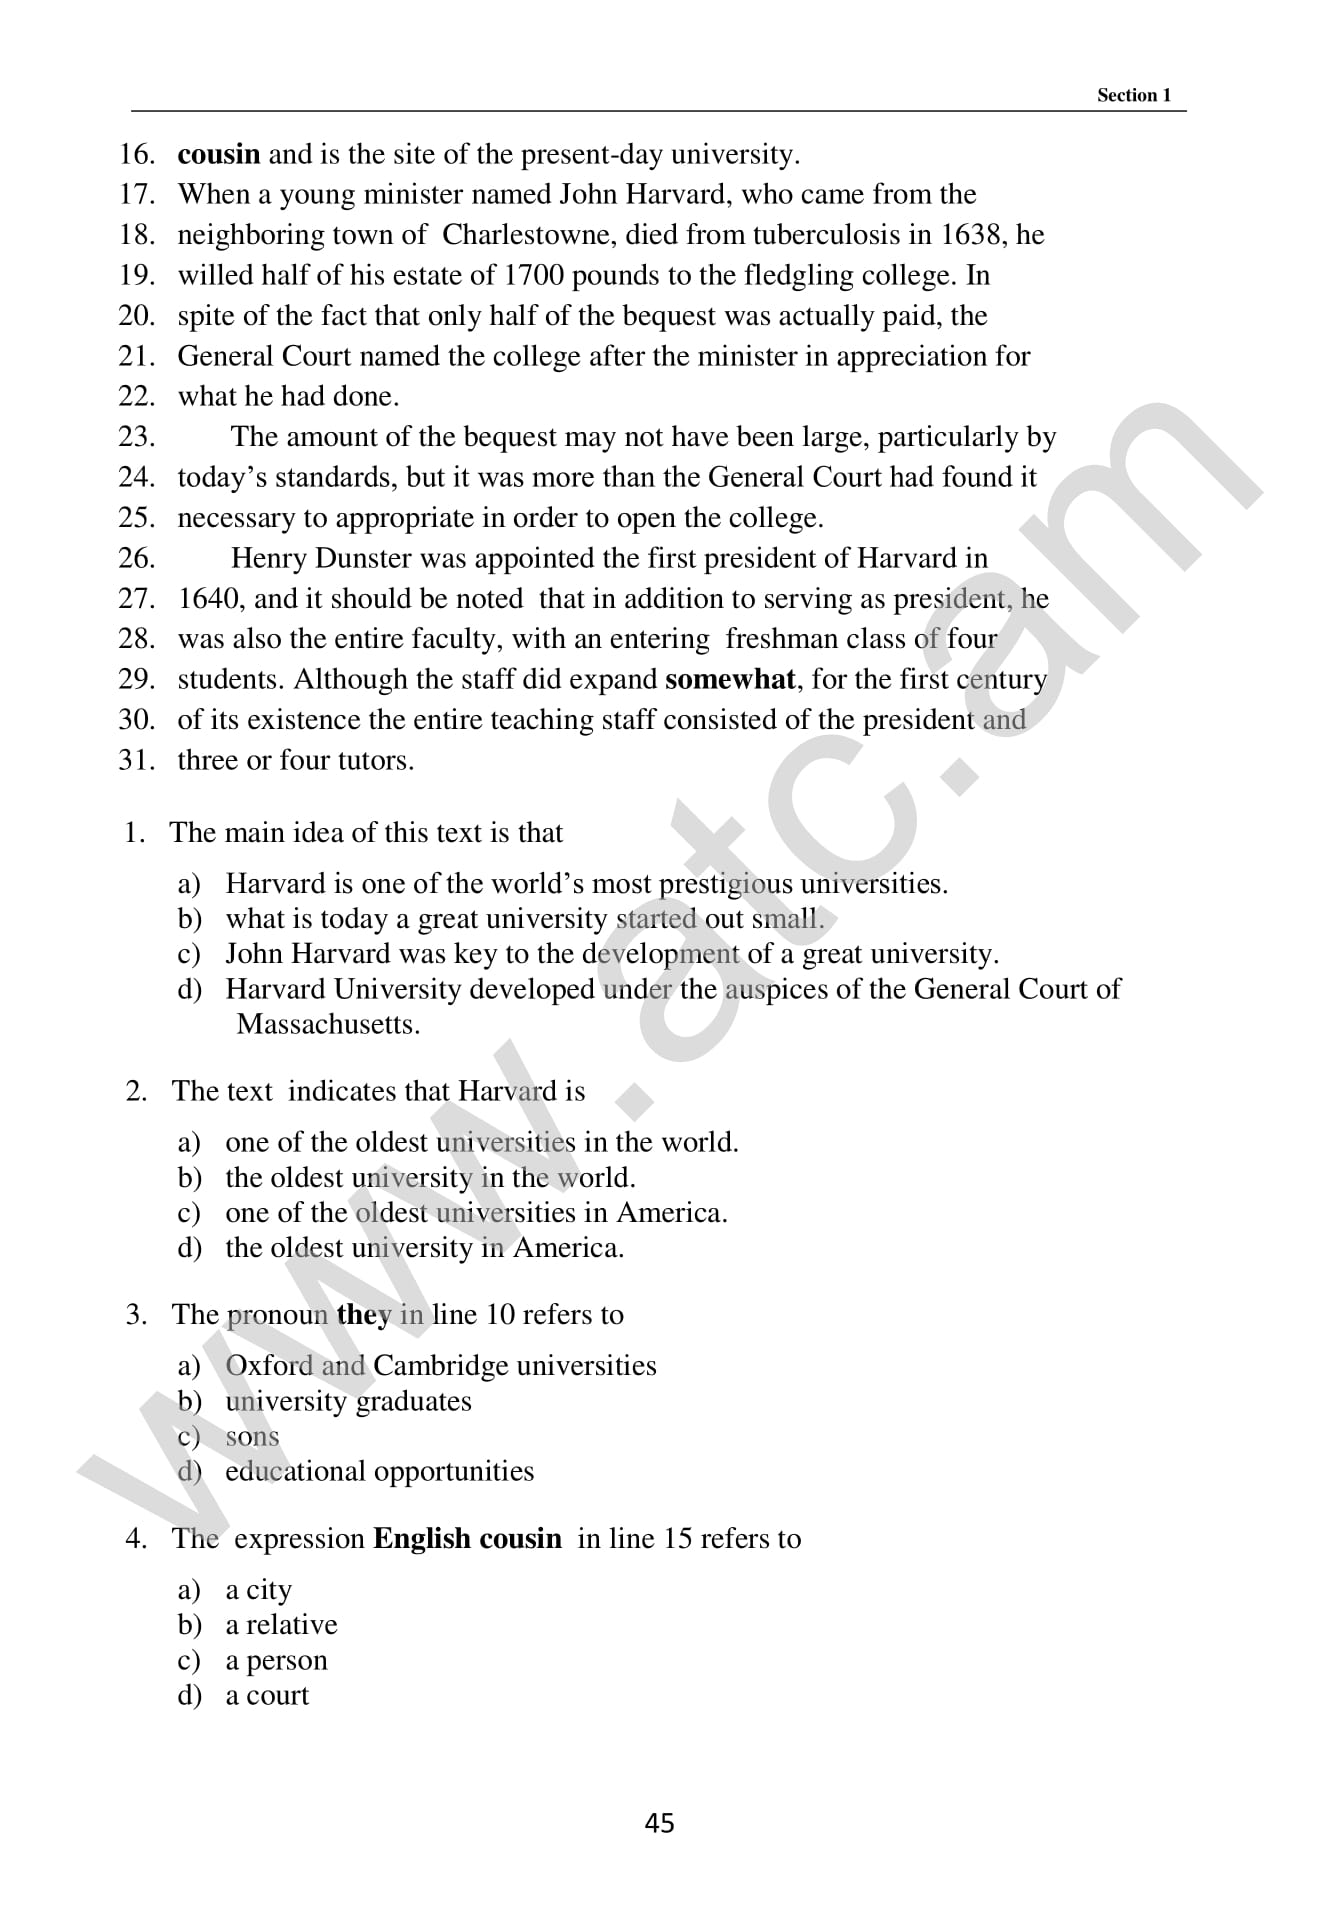 Section 1
16. cousin and is the site of the present-day university.
17. When a young minister named John Harvard, who came from the
18. neighboring town of Charlestowne, died from tuberculosis in 1638, he
19. willed half of his estate of 1700 pounds to the fledgling college. In
20. spite of the fact that only half of the bequest was actually paid, the
21. General Court named the college after the minister in appreciation for
22. what he had done.
23. The amount of the bequest may not have been large, particularly by
24. today’s standards, but it was more than the General Court had found it
25. necessary to appropriate in order to open the college.
26. Henry Dunster was appointed the first president of Harvard in
27. 1640, and it should be noted that in addition to serving as president, he
28. was also the entire faculty, with an entering freshman class of four
29. students. Although the staff did expand somewhat, for the first century
30. of its existence the entire teaching staff consisted of the president and
31. three or four tutors.
1. The main idea of this text is that
a) Harvard is one of the world’s most prestigious universities.
b) what is today a great university started out small.
c) John Harvard was key to the development of a great university.
d) Harvard University developed under the auspices of the General Court of
Massachusetts.
2. The text indicates that Harvard is
a) one of the oldest universities in the world.
b) the oldest university in the world.
c) one of the oldest universities in America.
d) the oldest university in America.
3. The pronoun they in line 10 refers to
a) Oxford and Cambridge universities
b) university graduates
c) sons
d) educational opportunities
4. The expression English cousin in line 15 refers to
a) a city
b) a relative
c) a person
d) a court
45
www.atc.am